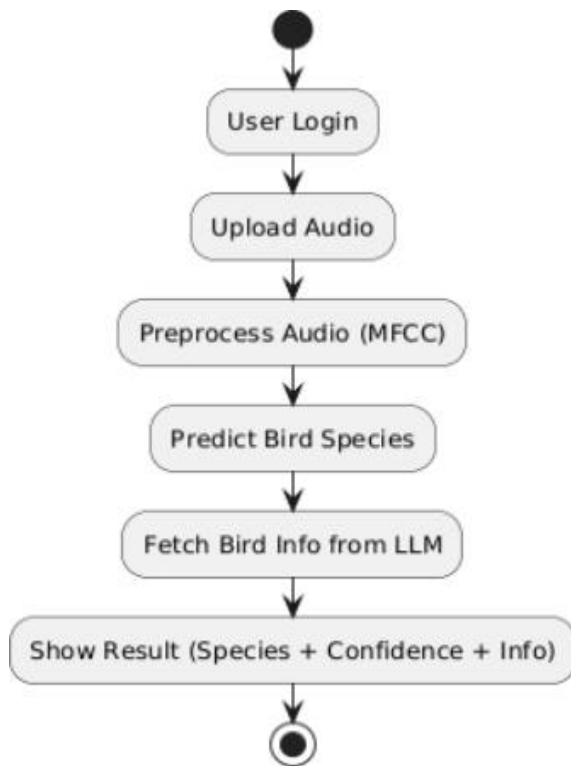 User Login
Upload Audio
Preprocess Audio (MFCC)
Predict Bird Species
Fetch Bird Info from LLM
Show Result (Species + Confidence + Info)